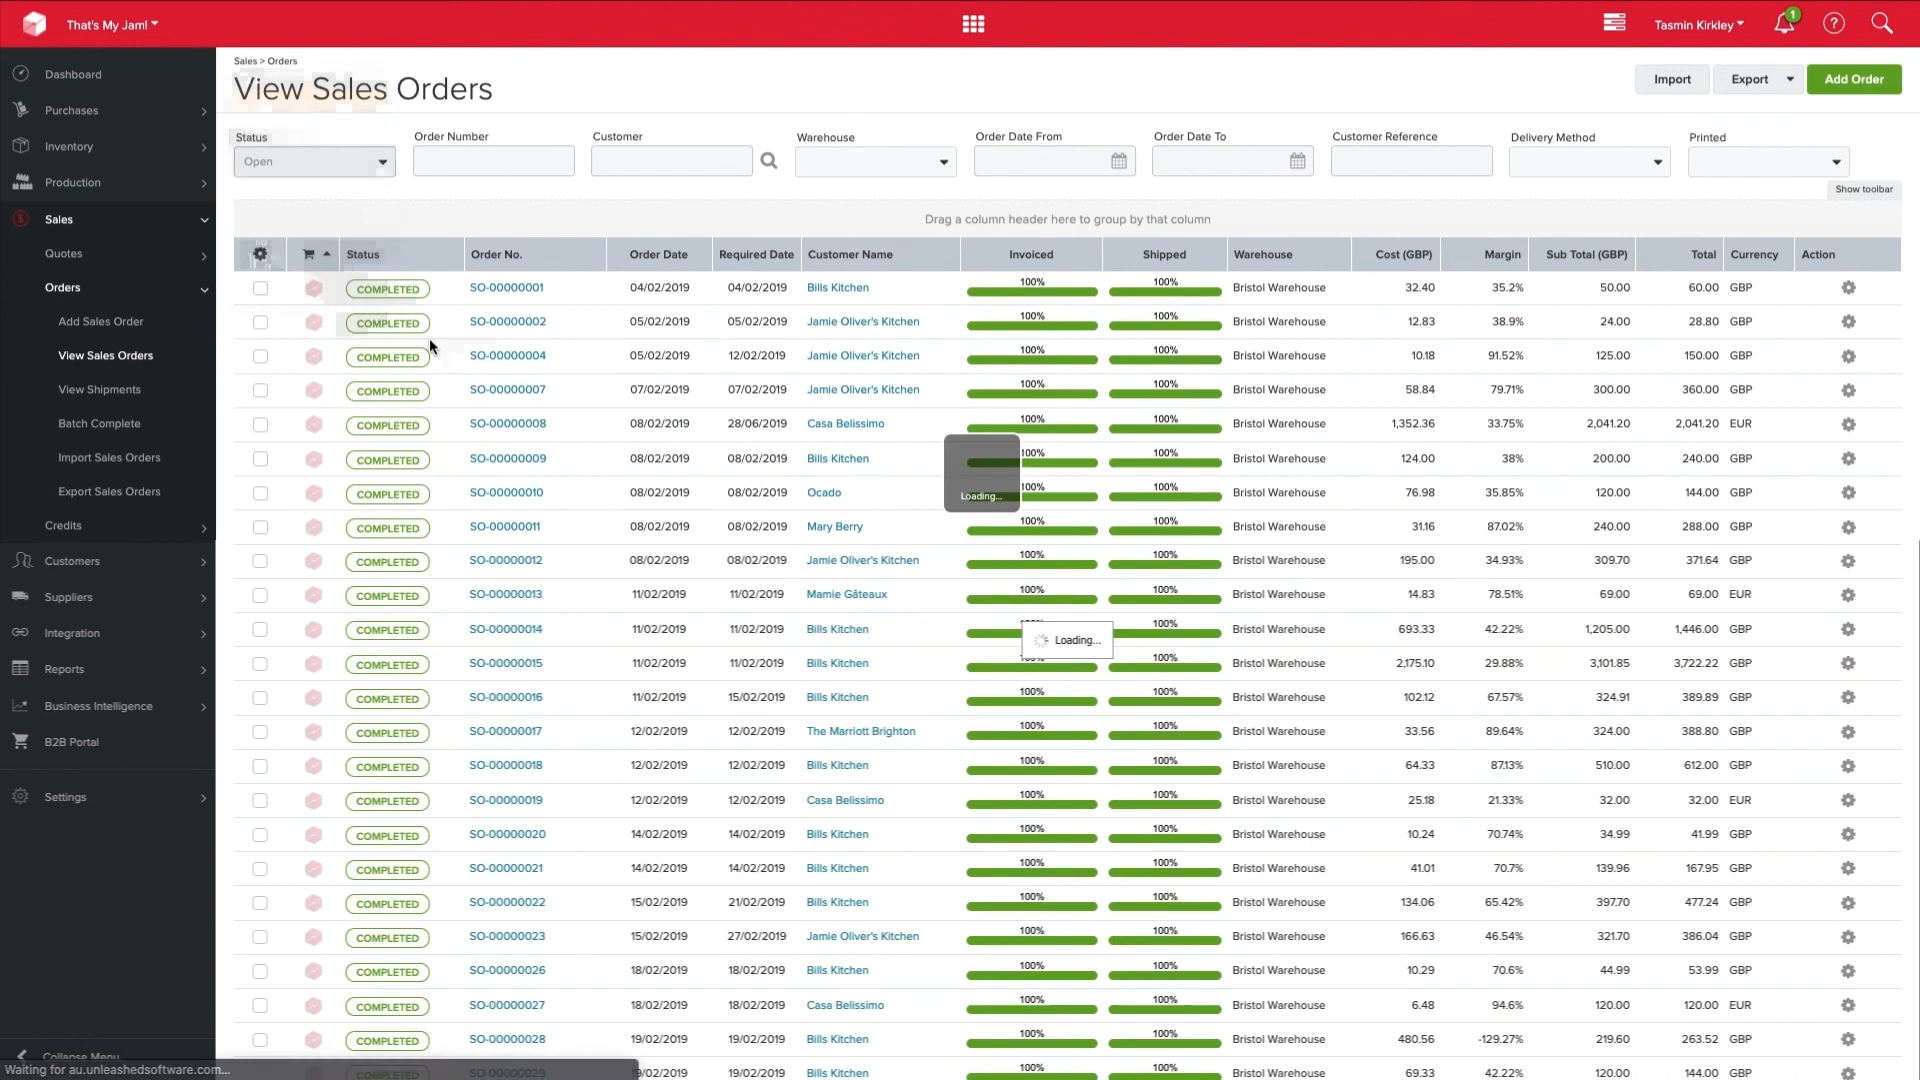 That's My Jam!
Tasmin Kirkley
1
Dashboard
Purchases
Inventory
Production
Sales
Quotes
Orders
Add Sales Order
View Sales Orders
View Shipments
Batch Complete
Import Sales Orders
Export Sales Orders
Credits
Customers
Suppliers
Integration
Reports
Business Intelligence
B2B Portal
Settings
Collapse Menu
Waiting for au.unleashedsoftware.com...
Sales > Orders
View Sales Orders
Import Export Add Order
Status Order Number Customer Warehouse Order Date From Order Date To Customer Reference Delivery Method Printed
Open
Show toolbar
Drag a column header here to group by that column
Status Order No. Order Date Required Date Customer Name Invoiced Shipped Warehouse Cost (GBP) Margin Sub Total (GBP) Total Currency Action
COMPLETED SO-00000001 04/02/2019 04/02/2019 Bills Kitchen 100% 100% Bristol Warehouse 32.40 35.2% 50.00 60.00 GBP
COMPLETED SO-00000002 05/02/2019 05/02/2019 Jamie Oliver's Kitchen 100% 100% Bristol Warehouse 12.83 38.9% 24.00 28.80 GBP
COMPLETED SO-00000004 05/02/2019 12/02/2019 Jamie Oliver's Kitchen 100% 100% Bristol Warehouse 10.18 91.52% 125.00 150.00 GBP
COMPLETED SO-00000007 07/02/2019 07/02/2019 Jamie Oliver's Kitchen 100% 100% Bristol Warehouse 58.84 79.71% 300.00 360.00 GBP
COMPLETED SO-00000008 08/02/2019 28/06/2019 Casa Belissimo 100% 100% Bristol Warehouse 1,352.36 33.75% 2,041.20 2,041.20 EUR
COMPLETED SO-00000009 08/02/2019 08/02/2019 Bills Kitchen 100% 100% Bristol Warehouse 124.00 38% 200.00 240.00 GBP
COMPLETED SO-00000010 08/02/2019 08/02/2019 Ocado Loading... 100% 100% Bristol Warehouse 76.98 35.85% 120.00 144.00 GBP
COMPLETED SO-00000011 08/02/2019 08/02/2019 Mary Berry 100% 100% Bristol Warehouse 31.16 87.02% 240.00 288.00 GBP
COMPLETED SO-00000012 08/02/2019 08/02/2019 Jamie Oliver's Kitchen 100% 100% Bristol Warehouse 195.00 34.93% 309.70 371.64 GBP
COMPLETED SO-00000013 11/02/2019 11/02/2019 Mamie Gâteaux 100% 100% Bristol Warehouse 14.83 78.51% 69.00 69.00 EUR
COMPLETED SO-00000014 11/02/2019 11/02/2019 Bills Kitchen 100% Bristol Warehouse 693.33 42.22% 1,205.00 1,446.00 GBP
Loading...
COMPLETED SO-00000015 11/02/2019 11/02/2019 Bills Kitchen 100% Bristol Warehouse 2,175.10 29.88% 3,101.85 3,722.22 GBP
COMPLETED SO-00000016 11/02/2019 15/02/2019 Bills Kitchen 100% 100% Bristol Warehouse 102.12 67.57% 324.91 389.89 GBP
COMPLETED SO-00000017 12/02/2019 12/02/2019 The Marriott Brighton 100% 100% Bristol Warehouse 33.56 89.64% 324.00 388.80 GBP
COMPLETED SO-00000018 12/02/2019 12/02/2019 Bills Kitchen 100% 100% Bristol Warehouse 64.33 87.13% 510.00 612.00 GBP
COMPLETED SO-00000019 12/02/2019 12/02/2019 Casa Belissimo 100% 100% Bristol Warehouse 25.18 21.33% 32.00 32.00 EUR
COMPLETED SO-00000020 14/02/2019 14/02/2019 Bills Kitchen 100% 100% Bristol Warehouse 10.24 70.74% 34.99 41.99 GBP
COMPLETED SO-00000021 14/02/2019 14/02/2019 Bills Kitchen 100% 100% Bristol Warehouse 41.01 70.7% 139.96 167.95 GBP
COMPLETED SO-00000022 15/02/2019 21/02/2019 Bills Kitchen 100% 100% Bristol Warehouse 134.06 65.42% 397.70 477.24 GBP
COMPLETED SO-00000023 15/02/2019 27/02/2019 Jamie Oliver's Kitchen 100% 100% Bristol Warehouse 166.63 46.54% 321.70 386.04 GBP
COMPLETED SO-00000026 18/02/2019 18/02/2019 Bills Kitchen 100% 100% Bristol Warehouse 10.29 70.6% 44.99 53.99 GBP
COMPLETED SO-00000027 18/02/2019 18/02/2019 Casa Belissimo 100% 100% Bristol Warehouse 6.48 94.6% 120.00 120.00 EUR
COMPLETED SO-00000028 19/02/2019 19/02/2019 Bills Kitchen 100% 100% Bristol Warehouse 480.56 -129.27% 219.60 263.52 GBP
COMPLETED SO-00000029 19/02/2019 19/02/2019 Bills Kitchen 100% 100% Bristol Warehouse 69.33 42.22% 120.00 144.00 GBP